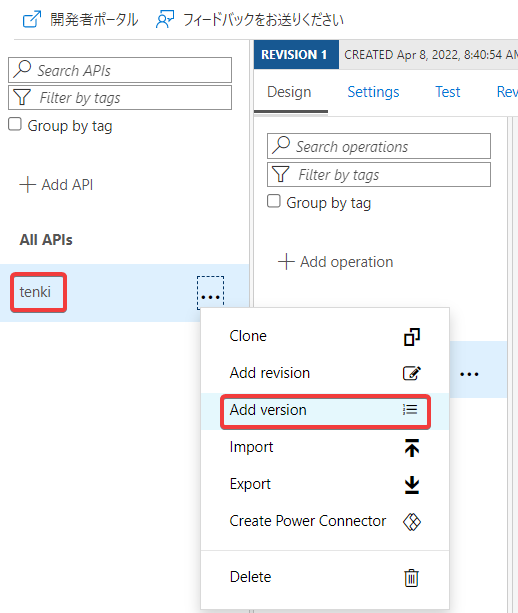 開発者ポータル フィードバックをお送りください
Search APIs
Filter by tags
Group by tag
Add API
All APIs
tenki
REVISION 1 CREATED Apr 8, 2022, 8:40:54 AM
Design Settings Test Rev
Search operations
Filter by tags
Group by tag
Add operation
Clone
Add revision
Add version
Import
Export
Create Power Connector
Delete